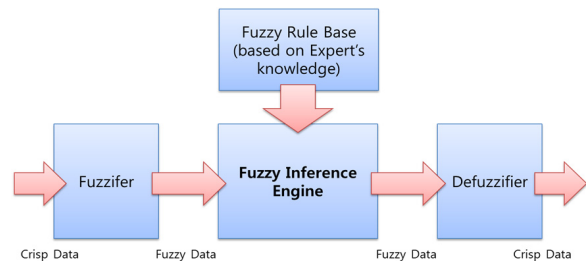 Fuzzy Rule Base
(based on Expert's
knowledge)
Fuzzifer
Fuzzy Inference
Engine
Defuzzifier
Crisp Data
Fuzzy Data
Fuzzy Data
Crisp Data